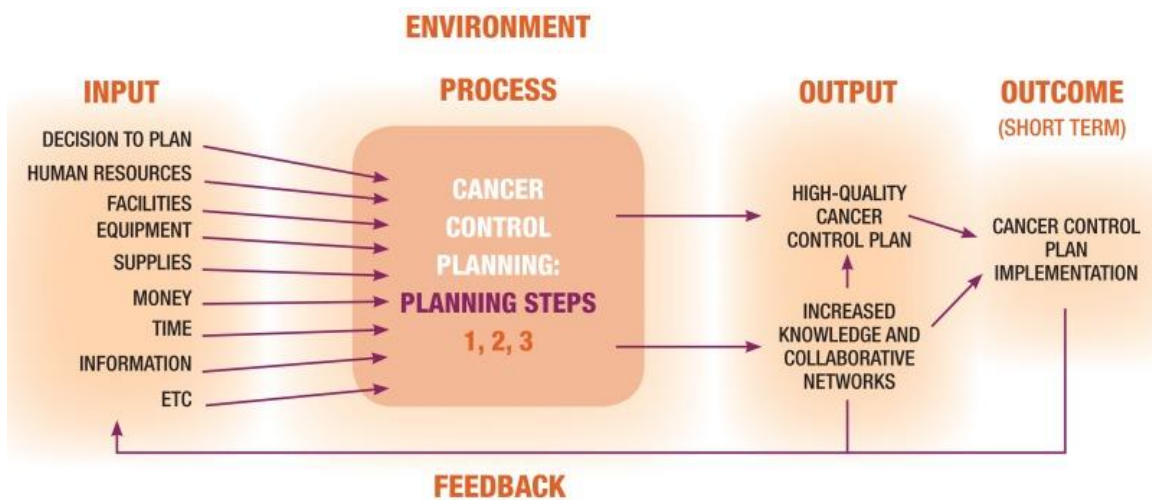 ENVIRONMENT
INPUT
PROCESS
OUTPUT
OUTCOME
(SHORT TERM)
DECISION TO PLAN
HUMAN RESOURCES
FACILITIES
EQUIPMENT
SUPPLIES
MONEY
TIME
INFORMATION
ETC
CANCER
CONTROL
PLANNING:
PLANNING STEPS
1, 2, 3
HIGH-QUALITY
CANCER
CONTROL PLAN
INCREASED
KNOWLEDGE AND
COLLABORATIVE
NETWORKS
CANCER CONTROL
PLAN
IMPLEMENTATION
FEEDBACK